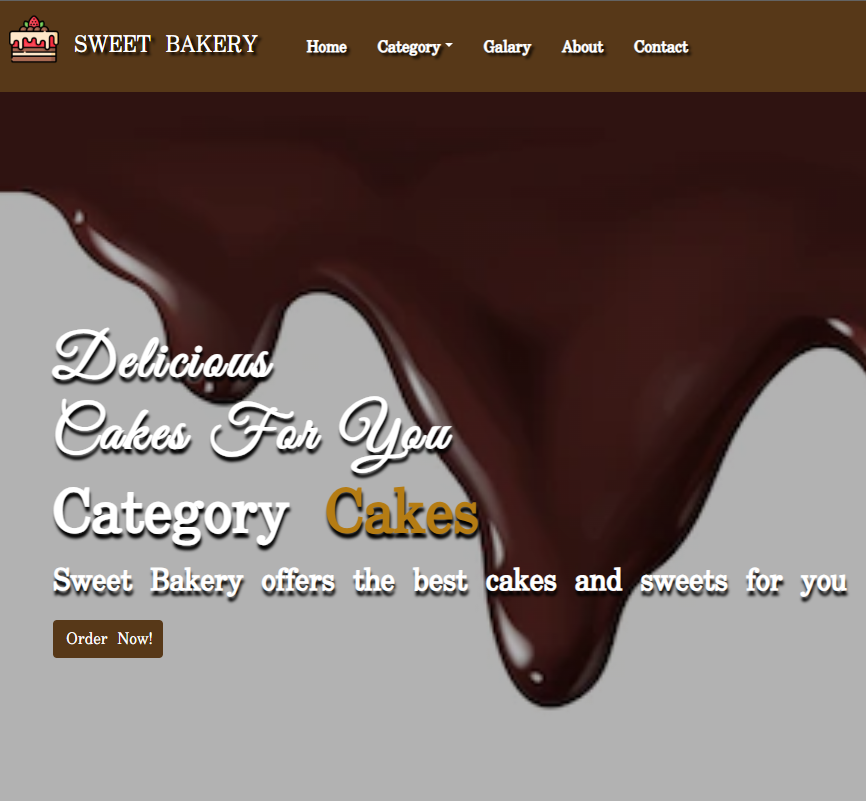 SWEET BAKERY
Home Category Galary About Contact
Delicious
Cakes For You
Category Cakes
Sweet Bakery offers the best cakes and sweets for you
Order Now!